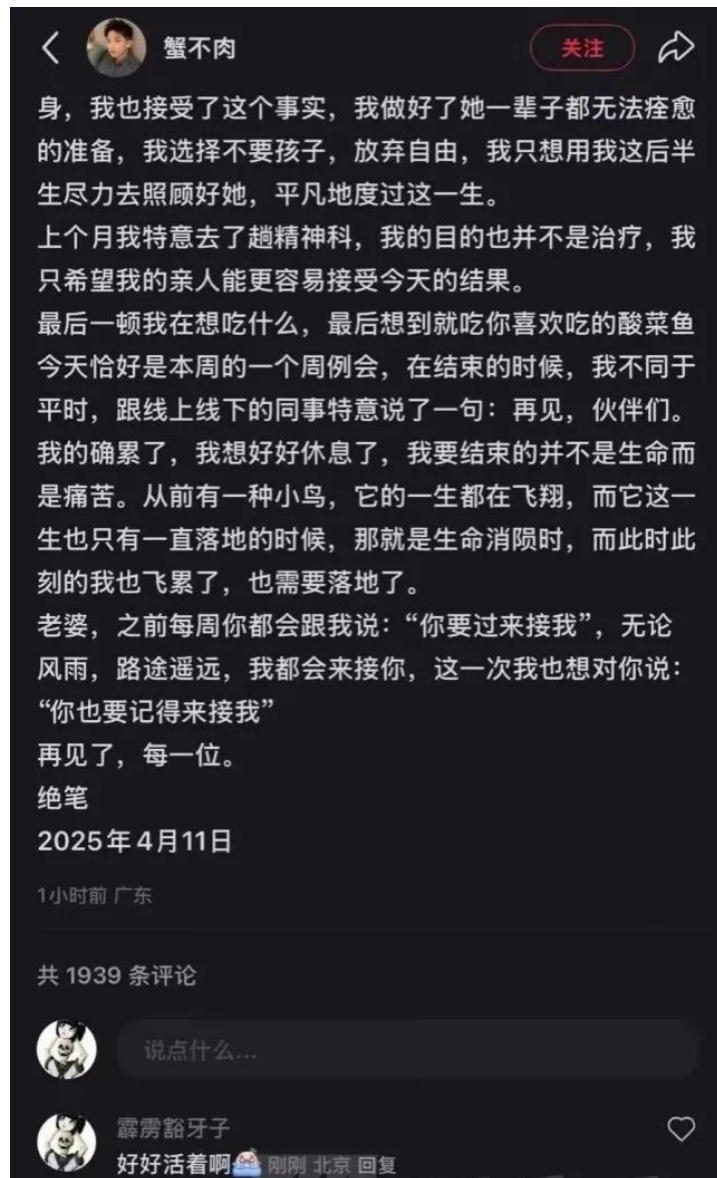 蟹不肉
关注
身，我也接受了这个事实，我做好了她一辈子都无法痊愈
的准备，我选择不要孩子，放弃自由，我只想用我这后半
生尽力去照顾好她，平凡地度过这一生。
上个月我特意去了趟精神科，我的目的也并不是治疗，我
只希望我的亲人能更容易接受今天的结果。
最后一顿我在想吃什么，最后想到就吃你喜欢吃的酸菜鱼
今天恰好是本周的一个周例会，在结束的时候，我不同于
平时，跟线上线下的同事特意说了一句：再见，伙伴们。
我的确累了，我想好好休息了，我要结束的并不是生命而
是痛苦。从前有一种小鸟，它的一生都在飞翔，而它这一
生也只有一直落地的时候，那就是生命消陨时，而此时此
刻的我也飞累了，也需要落地了。
老婆，之前每周你都会跟我说：“你要过来接我”，无论
风雨，路途遥远，我都会来接你，这一次我也想对你说：
“你也要记得来接我”
再见了，每一位。
绝笔
2025年4月11日
1小时前 广东
共 1939 条评论
说点什么...
霹雳豁牙子
好好活着啊 刚刚 北京 回复